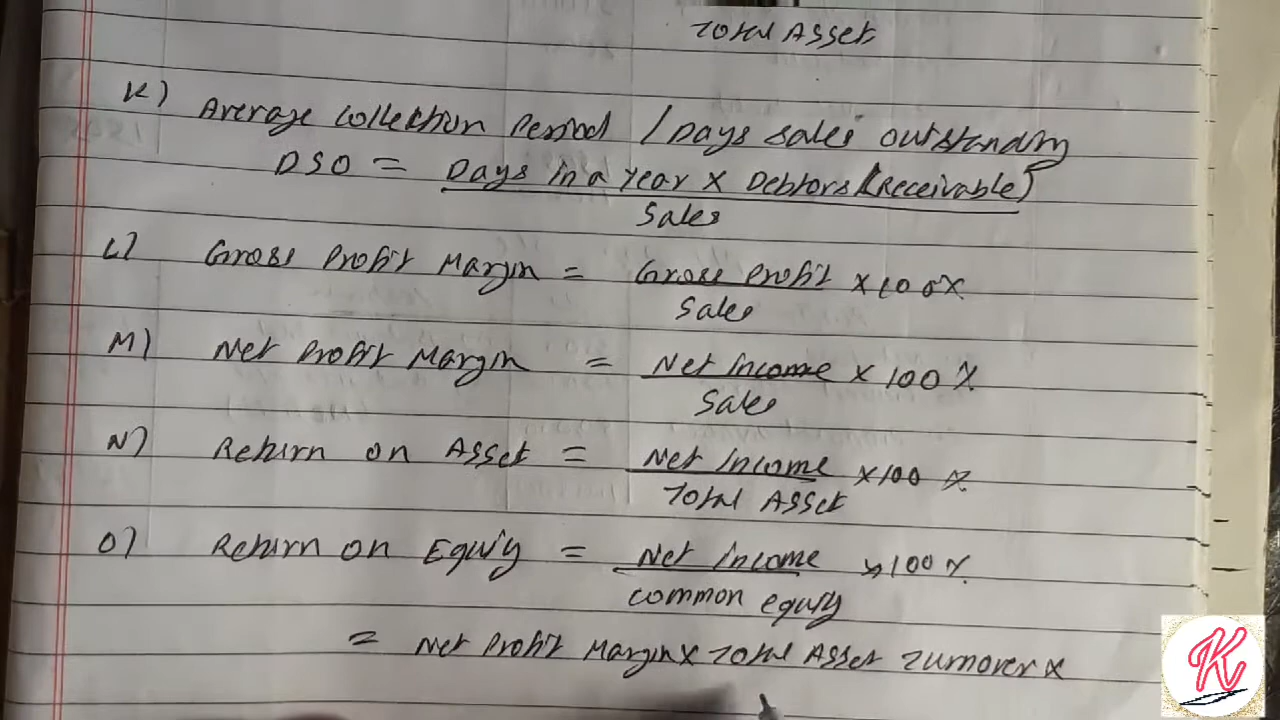 Total Asset
K) Average Collection Period / Days sales outstanding
DSO = Days in a year X Debtors/(Receivable)
Sales
L) Gross Profit Margin = Gross Profit X 100%
Sales
M) Net Profit Margin = Net income X 100%
Sales
N) Return on Asset = Net Income X 100%
Total Asset
O) Return on Equity = Net income X 100%
common equity
= Net Profit Margin X Total Asset Turnover X
K